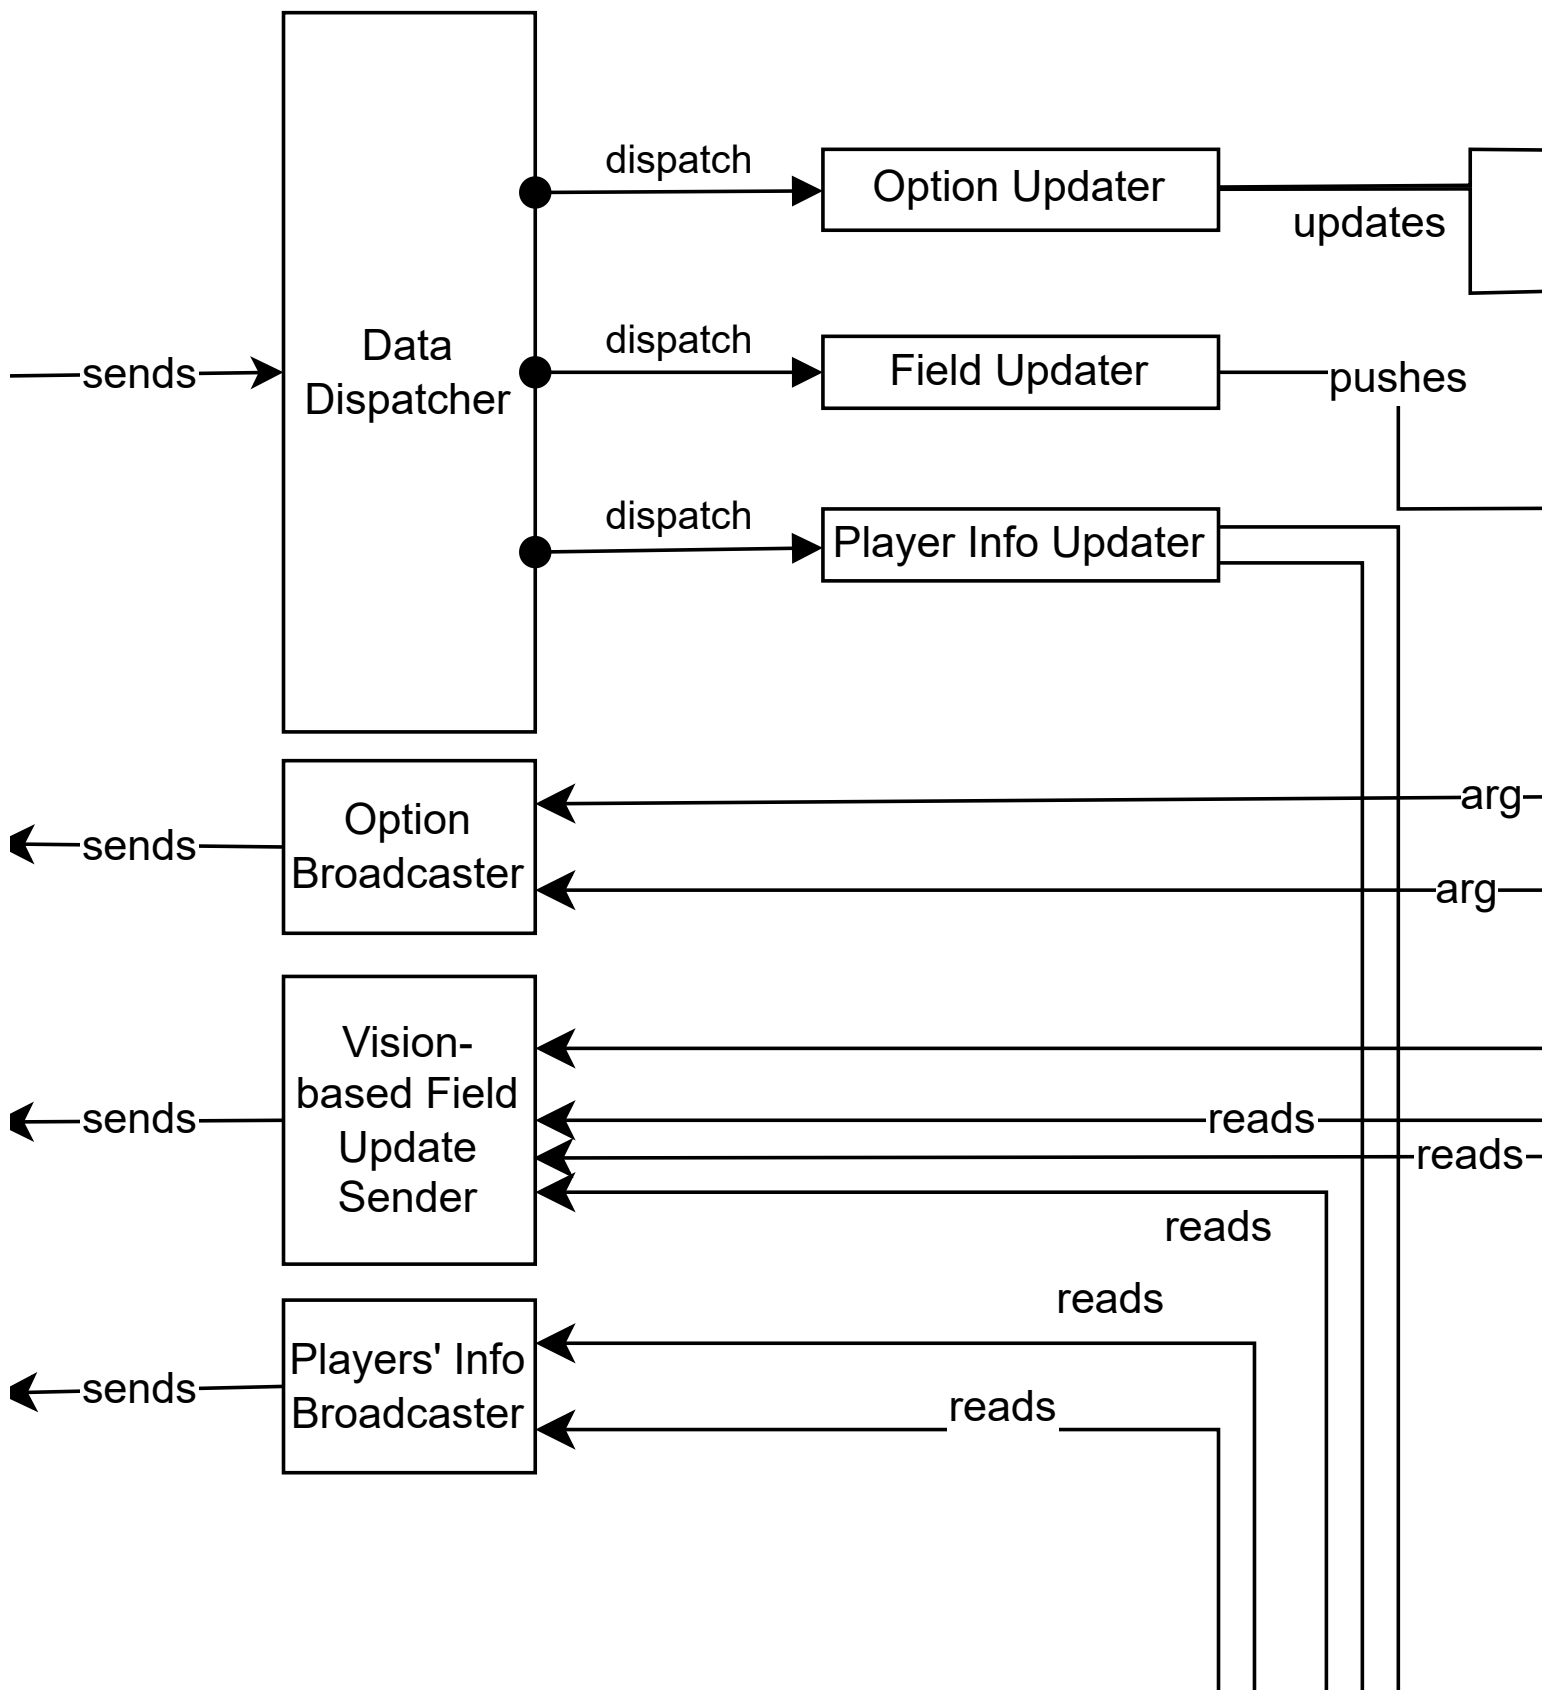 dispatch
Option Updater
updates
Data
Dispatcher
sends
dispatch
Field Updater
pushes
dispatch
Player Info Updater
Option
Broadcaster
sends
arg
arg
Vision-
based Field
Update
Sender
sends
reads
reads
reads
reads
Players' Info
Broadcaster
sends
reads